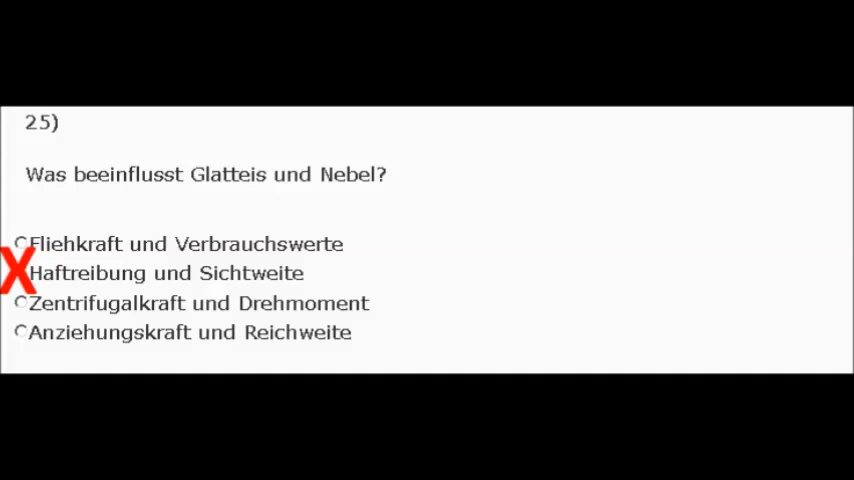 25)
Was beeinflusst Glatteis und Nebel?
Fliehkraft und Verbrauchswerte
X Haftreibung und Sichtweite
Zentrifugalkraft und Drehmoment
Anziehungskraft und Reichweite